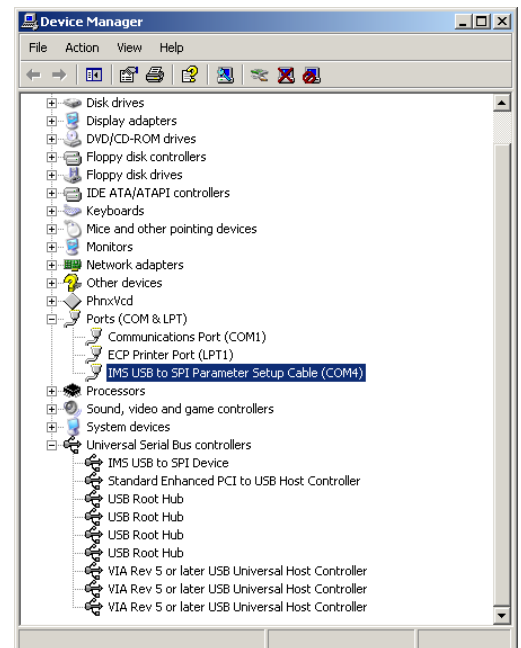 Device Manager
File Action View Help
Disk drives
Display adapters
DVD/CD-ROM drives
Floppy disk controllers
Floppy disk drives
IDE ATA/ATAPI controllers
Keyboards
Mice and other pointing devices
Monitors
Network adapters
Other devices
PhnxVcd
Ports (COM & LPT)
Communications Port (COM1)
ECP Printer Port (LPT1)
IMS USB to SPI Parameter Setup Cable (COM4)
Processors
Sound, video and game controllers
System devices
Universal Serial Bus controllers
IMS USB to SPI Device
Standard Enhanced PCI to USB Host Controller
USB Root Hub
USB Root Hub
USB Root Hub
USB Root Hub
VIA Rev 5 or later USB Universal Host Controller
VIA Rev 5 or later USB Universal Host Controller
VIA Rev 5 or later USB Universal Host Controller